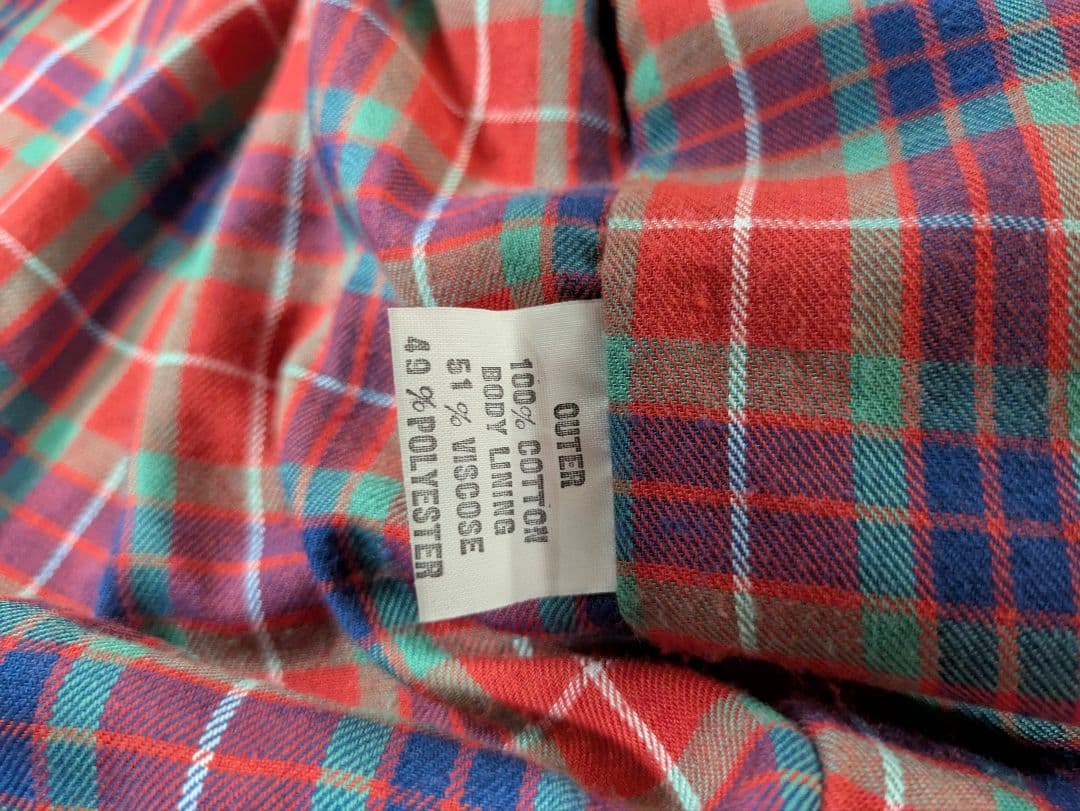 OUTER
100% COTTON
BODY LINING
51% VISCOSE
49%POLYESTER